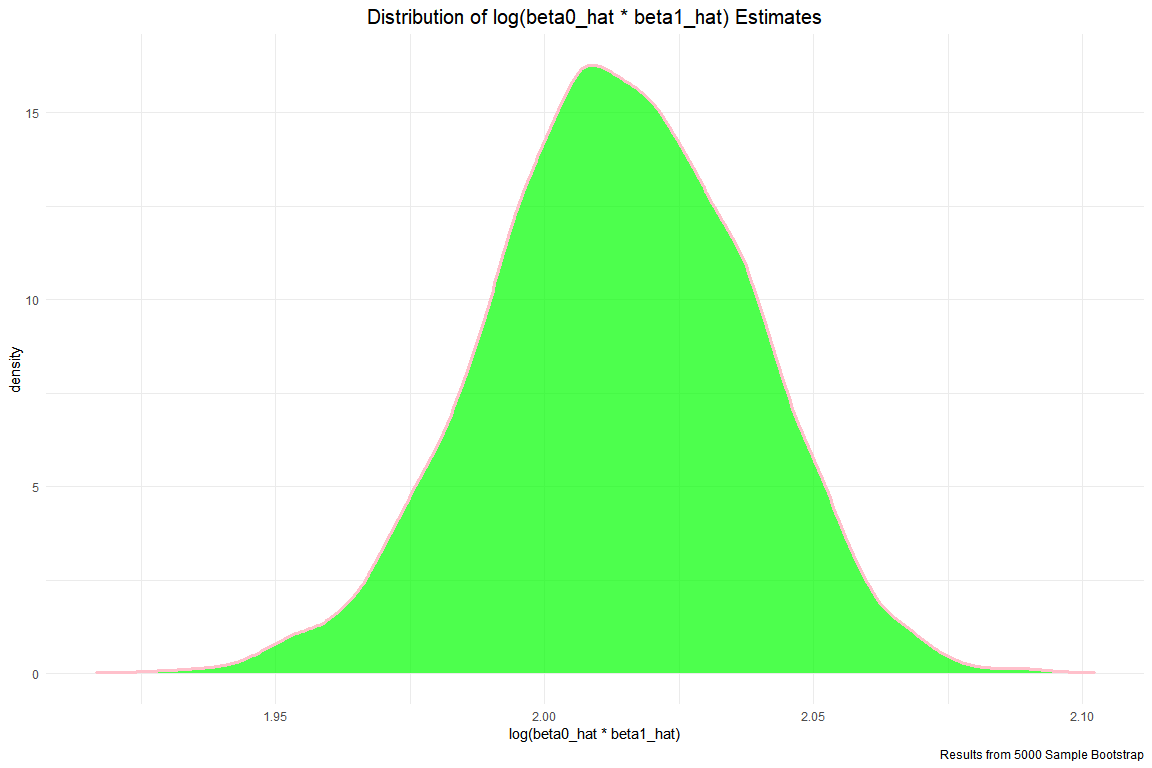 Distribution of log(beta0_hat * beta1_hat) Estimates
15
10
5
0
density
1.95 2.00 2.05 2.10
log(beta0_hat * beta1_hat)
Results from 5000 Sample Bootstrap